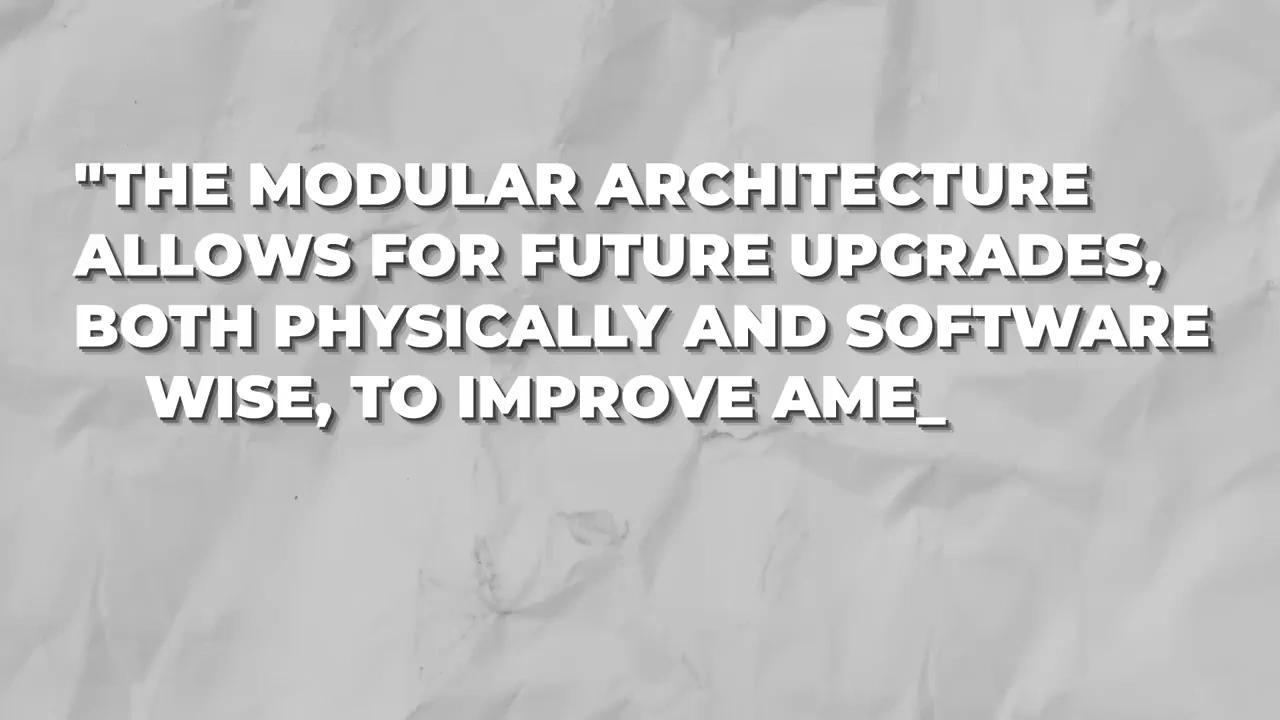 "THE MODULAR ARCHITECTURE
ALLOWS FOR FUTURE UPGRADES,
BOTH PHYSICALLY AND SOFTWARE
WISE, TO IMPROVE AME_